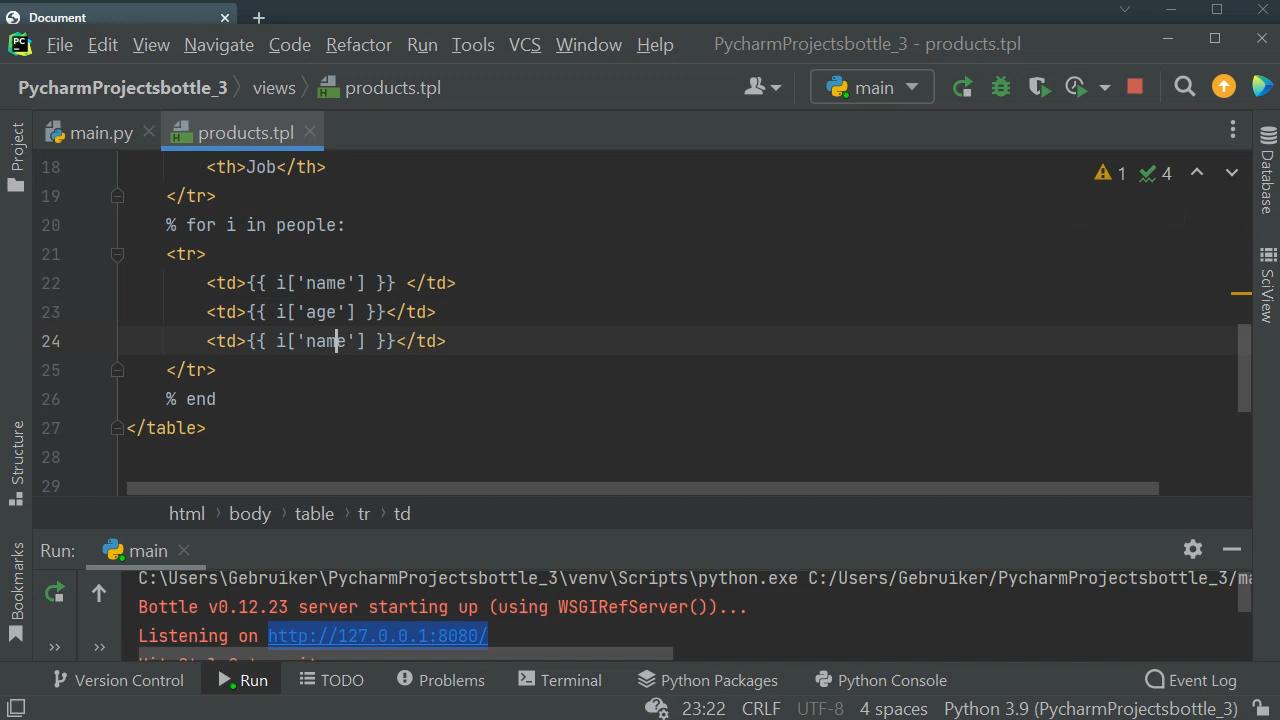 Document
File Edit View Navigate Code Refactor Run Tools VCS Window Help PycharmProjectsbottle_3 - products.tpl
PycharmProjectsbottle_3 views products.tpl main
Project
main.py products.tpl
Database
SciView
18 <th>Job</th>
1 4
19 </tr>
20 % for i in people:
21 <tr>
22 <td>{{ i['name'] }} </td>
23 <td>{{ i['age'] }}</td>
24 <td>{{ i['name'] }}</td>
25 </tr>
26 % end
27 </table>
28
29
Structure
Bookmarks
html body table tr td
Run: main
C:\Users\Gebruiker\PycharmProjectsbottle_3\venv\Scripts\python.exe C:/Users/Gebruiker/PycharmProjectsbottle_3/ma
Bottle v0.12.23 server starting up (using WSGIRefServer())...
Listening on http://127.0.0.1:8080/
Version Control Run TODO Problems Terminal Python Packages Python Console Event Log
23:22 CRLF UTF-8 4 spaces Python 3.9 (PycharmProjectsbottle_3)